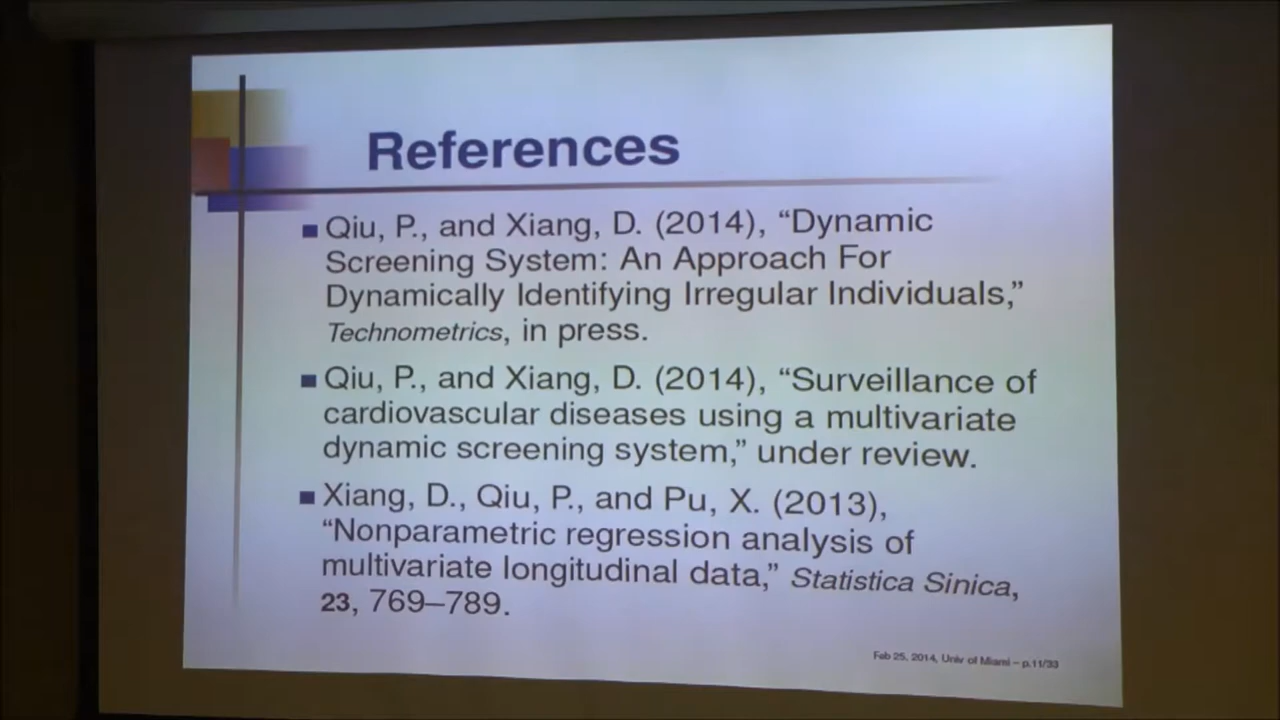 References
Qiu, P., and Xiang, D. (2014), “Dynamic
Screening System: An Approach For
Dynamically Identifying Irregular Individuals,”
Technometrics, in press.
Qiu, P., and Xiang, D. (2014), “Surveillance of
cardiovascular diseases using a multivariate
dynamic screening system,” under review.
Xiang, D., Qiu, P., and Pu, X. (2013),
“Nonparametric regression analysis of
multivariate longitudinal data,” Statistica Sinica,
23, 769–789.
Feb 25, 2014, Univ of Miami – p.11/33